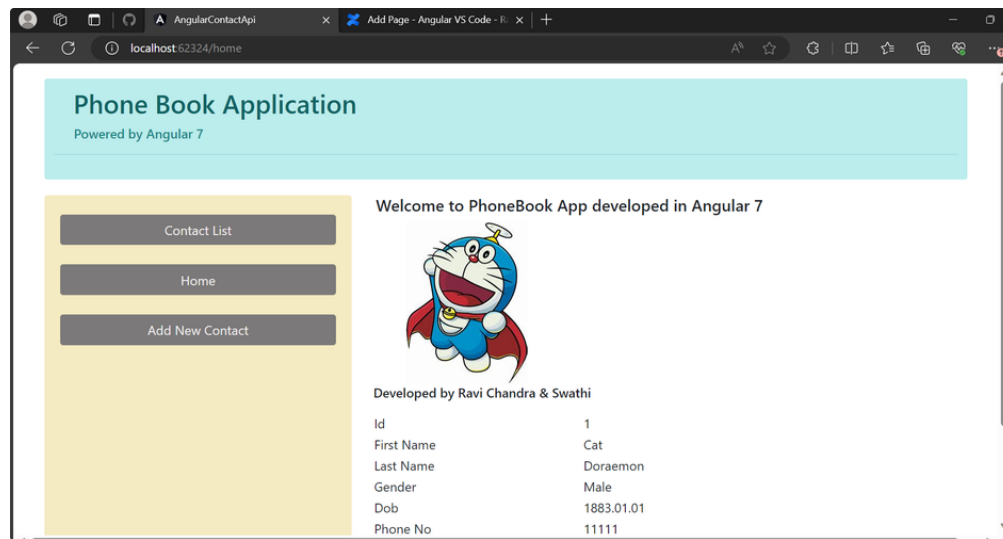 AngularContactApi
Add Page - Angular VS Code - R
localhost:62324/home
Phone Book Application
Powered by Angular 7
Contact List
Home
Add New Contact
Welcome to PhoneBook App developed in Angular 7
Developed by Ravi Chandra & Swathi
Id 1
First Name Cat
Last Name Doraemon
Gender Male
Dob 1883.01.01
Phone No 11111